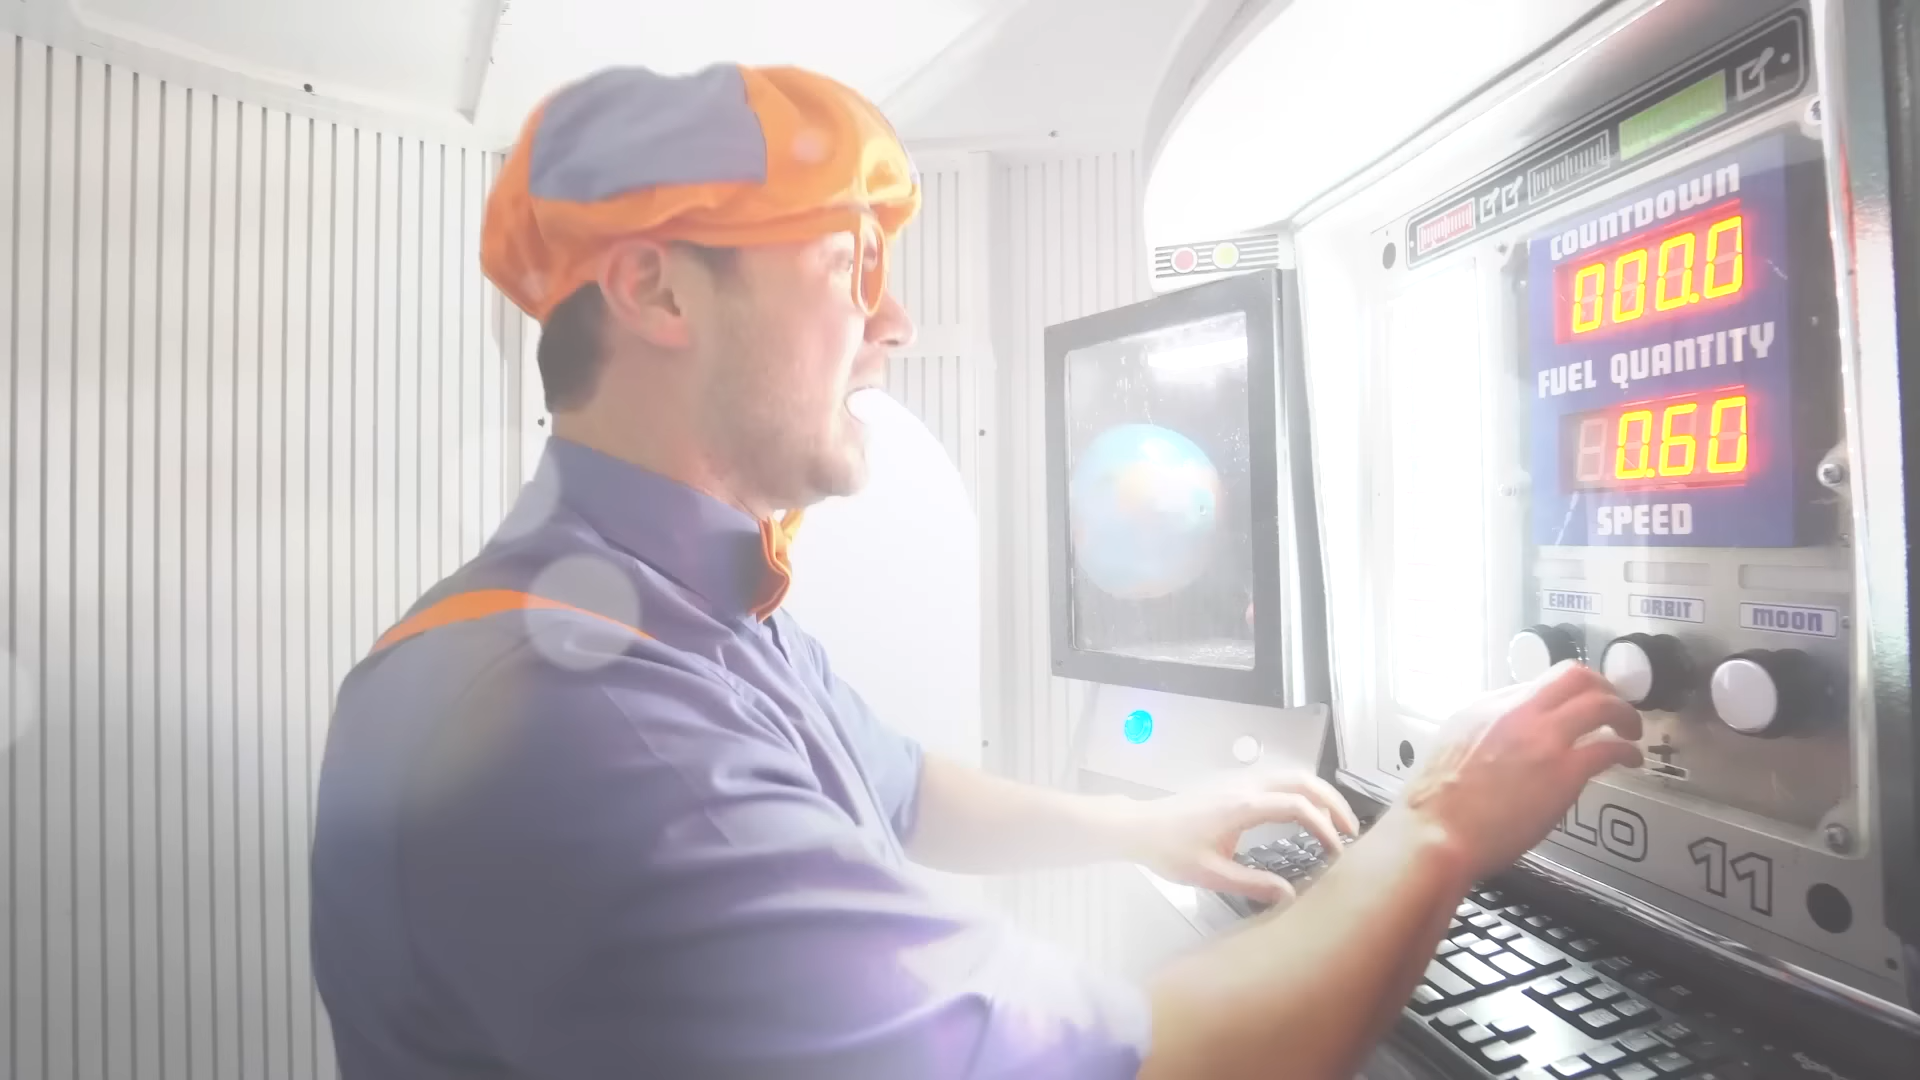 COUNTDOWN
000.0
FUEL QUANTITY
0.60
SPEED
EARTH
ORBIT
MOON
LO 11